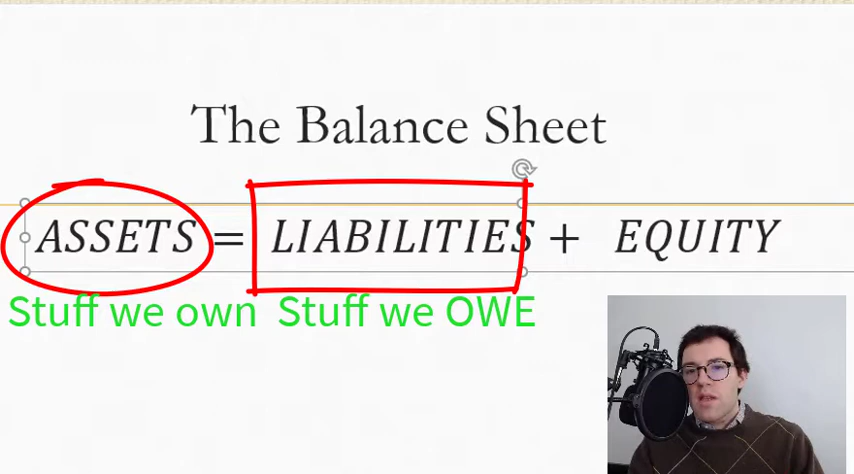 The Balance Sheet
ASSETS = LIABILITIES + EQUITY
Stuff we own Stuff we OWE